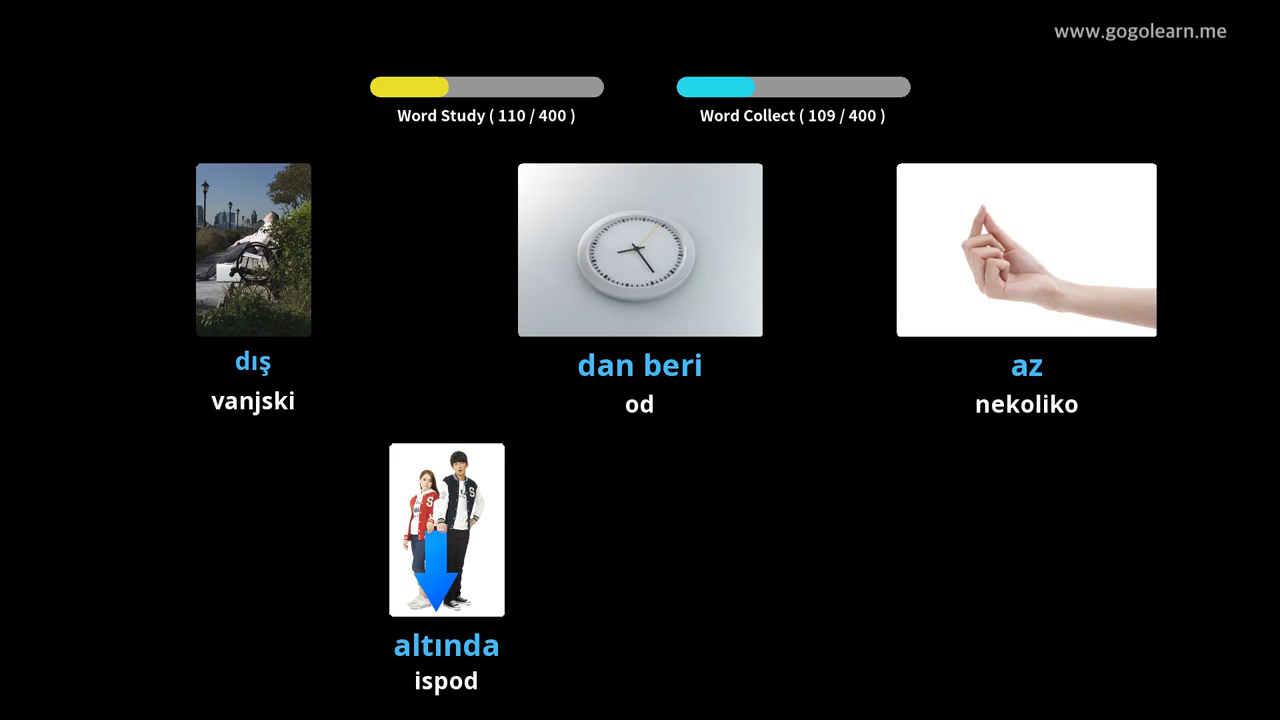 www.gogolearn.me
Word Study ( 110 / 400 )
Word Collect ( 109 / 400 )
dış
vanjski
dan beri
od
az
nekoliko
altında
ispod